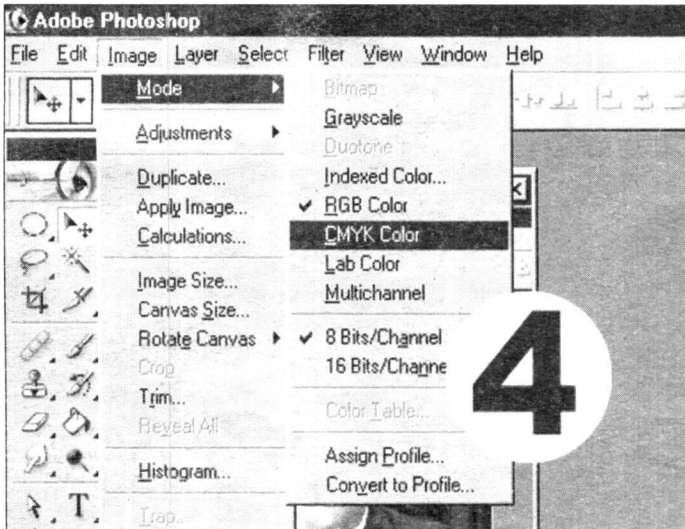 Adobe Photoshop
File Edit Image Layer Select Filter View Window Help
Mode
Adjustments
Duplicate...
Apply Image...
Calculations...
Image Size...
Canvas Size...
Rotate Canvas
Crop
Trim...
Reveal All
Histogram...
Trap...
Bitmap
Grayscale
Duotone
Indexed Color...
RGB Color
CMYK Color
Lab Color
Multichannel
8 Bits/Channel
16 Bits/Channe
Color Table...
Assign Profile...
Convert to Profile...
4
T